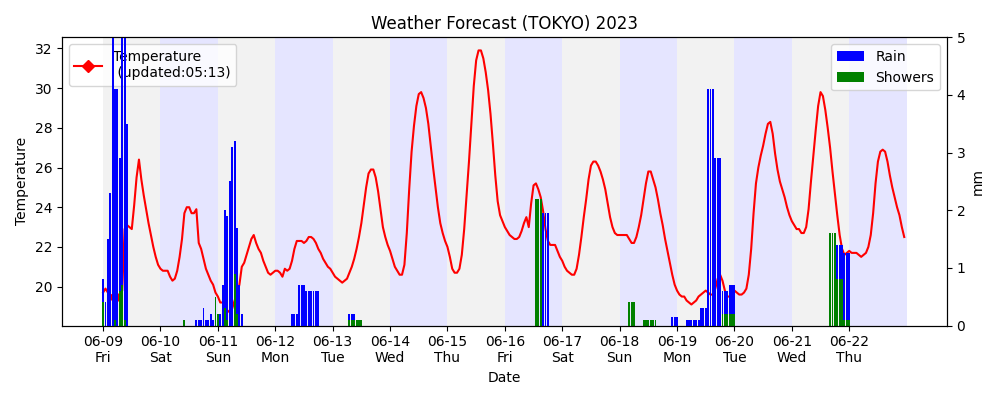 Weather Forecast (TOKYO) 2023
Temperature
(updated:05:13)
Rain
Showers
Temperature
32
30
28
26
24
22
20
5
4
3
2
1
0
mm
06-09 06-10 06-11 06-12 06-13 06-14 06-15 06-16 06-17 06-18 06-19 06-20 06-21 06-22
Fri Sat Sun Mon Tue Wed Thu Fri Sat Sun Mon Tue Wed Thu
Date